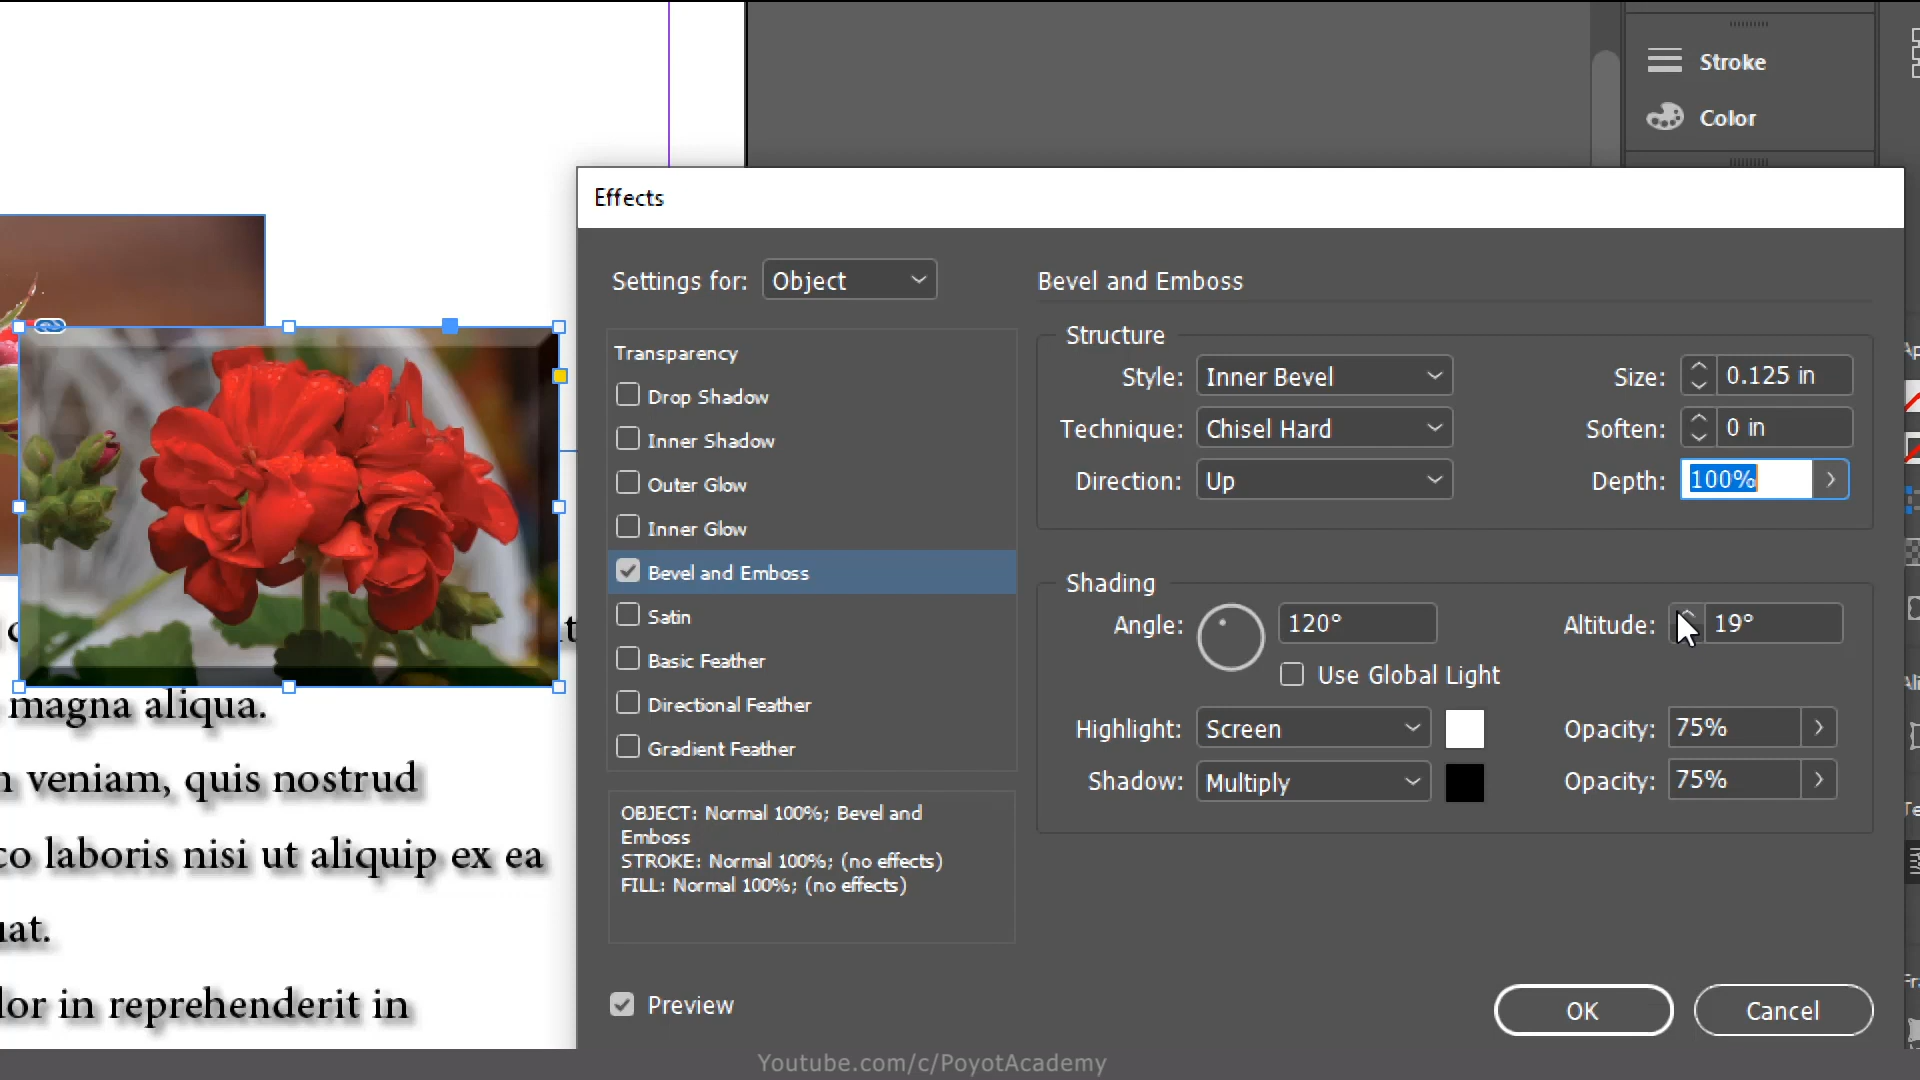 Stroke
Color
Effects
Settings for: Object
Transparency
Drop Shadow
Inner Shadow
Outer Glow
Inner Glow
Bevel and Emboss
Satin
Basic Feather
Directional Feather
Gradient Feather
OBJECT: Normal 100%; Bevel and
Emboss
STROKE: Normal 100%; (no effects)
FILL: Normal 100%; (no effects)
Preview
Bevel and Emboss
Structure
Style: Inner Bevel Size: 0.125 in
Technique: Chisel Hard Soften: 0 in
Direction: Up Depth: 100%
Shading
Angle: 120° Altitude: 19°
Use Global Light
Highlight: Screen Opacity: 75%
Shadow: Multiply Opacity: 75%
OK Cancel
magna aliqua.
veniam, quis nostrud
laboris nisi ut aliquip ex ea
in reprehenderit in
Youtube.com/c/PoyotAcademy